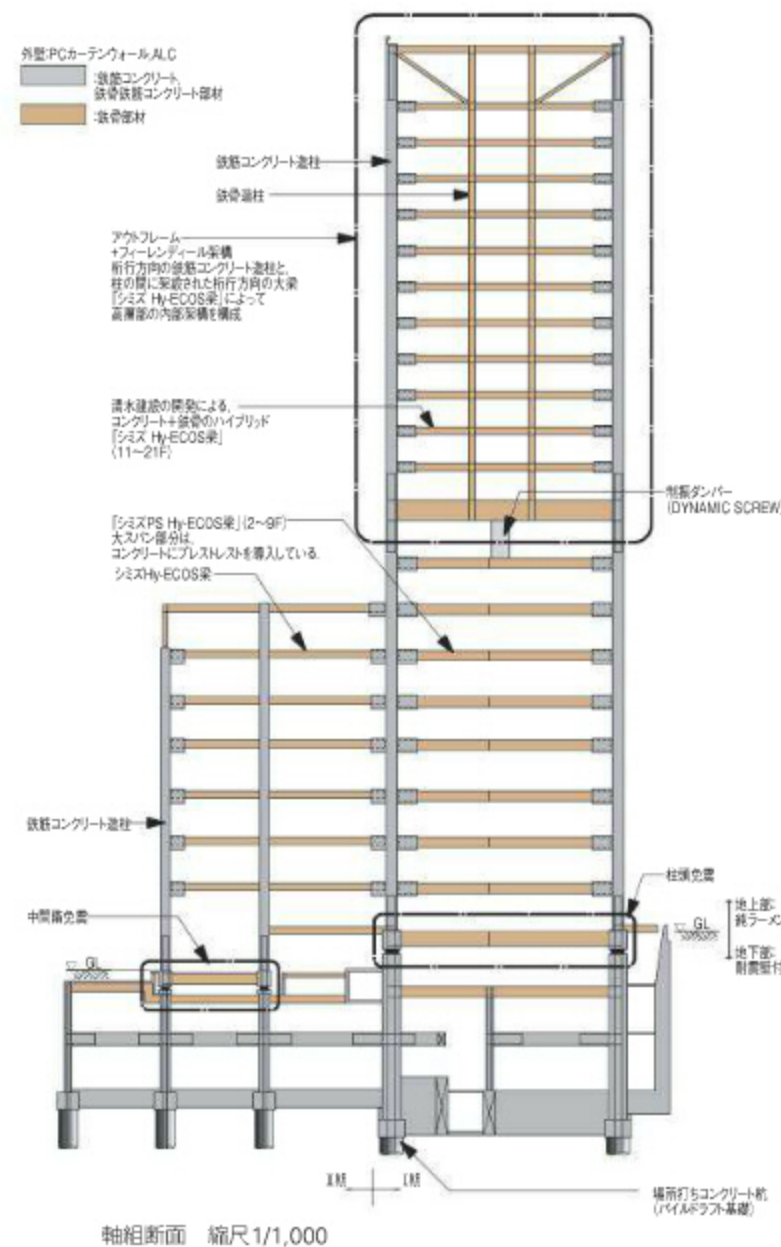 外壁:PCカーテンウォール,ALC
:鉄筋コンクリート,
鉄骨鉄筋コンクリート部材
:鉄骨部材
鉄筋コンクリート造柱
鉄骨造柱
アウトフレーム
+フィーレンディール架構
桁行方向の鉄筋コンクリート造柱と,
柱の間に架設された桁行方向の大梁
「シミズ Hy-ECOS梁」によって
高層部の内部架構を構成
清水建設の開発による,
コンクリート+鉄骨のハイブリッド
「シミズ Hy-ECOS梁」
(11〜21F)
制振ダンパー
(DYNAMIC SCREW)
「シミズPS Hy-ECOS梁」(2〜9F)
大スパン部分は,
コンクリートにプレストレストを導入している
シミズHy-ECOS梁
鉄筋コンクリート造柱
柱頭免震
中間階免震
地上部:
純ラーメン
GL
地下部:
耐震壁付
GL
II期 I期
場所打ちコンクリート杭
(パイルドラフト基礎)
軸組断面 縮尺1/1,000